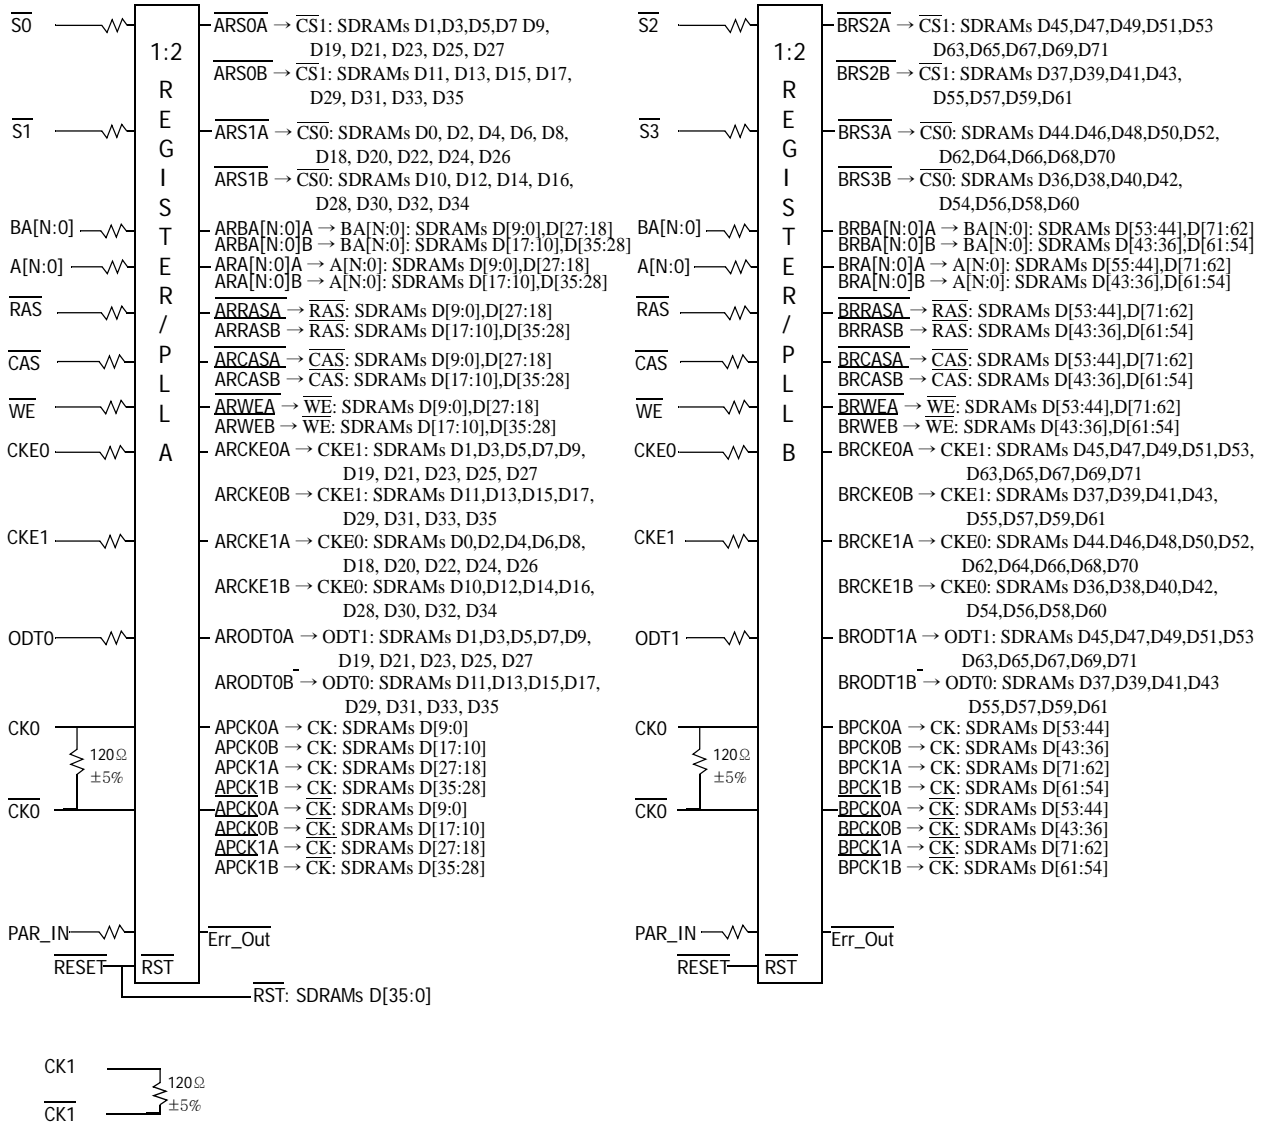 S0
ARS0A → CS1: SDRAMs D1,D3,D5,D7 D9,
D19, D21, D23, D25, D27
ARS0B → CS1: SDRAMs D11, D13, D15, D17,
D29, D31, D33, D35
S1
ARS1A → CS0: SDRAMs D0, D2, D4, D6, D8,
D18, D20, D22, D24, D26
ARS1B → CS0: SDRAMs D10, D12, D14, D16,
D28, D30, D32, D34
BA[N:0]
ARBA[N:0]A → BA[N:0]: SDRAMs D[9:0],D[27:18]
ARBA[N:0]B → BA[N:0]: SDRAMs D[17:10],D[35:28]
A[N:0]
ARA[N:0]A → A[N:0]: SDRAMs D[9:0],D[27:18]
ARA[N:0]B → A[N:0]: SDRAMs D[17:10],D[35:28]
RAS
ARRASA → RAS: SDRAMs D[9:0],D[27:18]
ARRASB → RAS: SDRAMs D[17:10],D[35:28]
CAS
ARCASA → CAS: SDRAMs D[9:0],D[27:18]
ARCASB → CAS: SDRAMs D[17:10],D[35:28]
WE
ARWEA → WE: SDRAMs D[9:0],D[27:18]
ARWEB → WE: SDRAMs D[17:10],D[35:28]
CKE0
ARCKE0A → CKE1: SDRAMs D1,D3,D5,D7,D9,
D19, D21, D23, D25, D27
ARCKE0B → CKE1: SDRAMs D11,D13,D15,D17,
D29, D31, D33, D35
CKE1
ARCKE1A → CKE0: SDRAMs D0,D2,D4,D6,D8,
D18, D20, D22, D24, D26
ARCKE1B → CKE0: SDRAMs D10,D12,D14,D16,
D28, D30, D32, D34
ODT0
ARODT0A → ODT1: SDRAMs D1,D3,D5,D7,D9,
D19, D21, D23, D25, D27
ARODT0B → ODT0: SDRAMs D11,D13,D15,D17,
D29, D31, D33, D35
CK0
120Ω
±5%
CK0
APCK0A → CK: SDRAMs D[9:0]
APCK0B → CK: SDRAMs D[17:10]
APCK1A → CK: SDRAMs D[27:18]
APCK1B → CK: SDRAMs D[35:28]
APCK0A → CK: SDRAMs D[9:0]
APCK0B → CK: SDRAMs D[17:10]
APCK1A → CK: SDRAMs D[27:18]
APCK1B → CK: SDRAMs D[35:28]
PAR_IN
Err_Out
RESET
RST
RST: SDRAMs D[35:0]
1:2
REGISTER/PLL
A
CK1
120Ω
±5%
CK1
S2
BRS2A → CS1: SDRAMs D45,D47,D49,D51,D53
D63,D65,D67,D69,D71
BRS2B → CS1: SDRAMs D37,D39,D41,D43,
D55,D57,D59,D61
S3
BRS3A → CS0: SDRAMs D44.D46,D48,D50,D52,
D62,D64,D66,D68,D70
BRS3B → CS0: SDRAMs D36,D38,D40,D42,
D54,D56,D58,D60
BA[N:0]
BRBA[N:0]A → BA[N:0]: SDRAMs D[53:44],D[71:62]
BRBA[N:0]B → BA[N:0]: SDRAMs D[43:36],D[61:54]
A[N:0]
BRA[N:0]A → A[N:0]: SDRAMs D[55:44],D[71:62]
BRA[N:0]B → A[N:0]: SDRAMs D[43:36],D[61:54]
RAS
BRRASA → RAS: SDRAMs D[53:44],D[71:62]
BRRASB → RAS: SDRAMs D[43:36],D[61:54]
CAS
BRCASA → CAS: SDRAMs D[53:44],D[71:62]
BRCASB → CAS: SDRAMs D[43:36],D[61:54]
WE
BRWEA → WE: SDRAMs D[53:44],D[71:62]
BRWEB → WE: SDRAMs D[43:36],D[61:54]
CKE0
BRCKE0A → CKE1: SDRAMs D45,D47,D49,D51,D53,
D63,D65,D67,D69,D71
BRCKE0B → CKE1: SDRAMs D37,D39,D41,D43,
D55,D57,D59,D61
CKE1
BRCKE1A → CKE0: SDRAMs D44.D46,D48,D50,D52,
D62,D64,D66,D68,D70
BRCKE1B → CKE0: SDRAMs D36,D38,D40,D42,
D54,D56,D58,D60
ODT1
BRODT1A → ODT1: SDRAMs D45,D47,D49,D51,D53
D63,D65,D67,D69,D71
BRODT1B → ODT0: SDRAMs D37,D39,D41,D43
D55,D57,D59,D61
CK0
120Ω
±5%
CK0
BPCK0A → CK: SDRAMs D[53:44]
BPCK0B → CK: SDRAMs D[43:36]
BPCK1A → CK: SDRAMs D[71:62]
BPCK1B → CK: SDRAMs D[61:54]
BPCK0A → CK: SDRAMs D[53:44]
BPCK0B → CK: SDRAMs D[43:36]
BPCK1A → CK: SDRAMs D[71:62]
BPCK1B → CK: SDRAMs D[61:54]
PAR_IN
Err_Out
RESET
RST
1:2
REGISTER/PLL
B